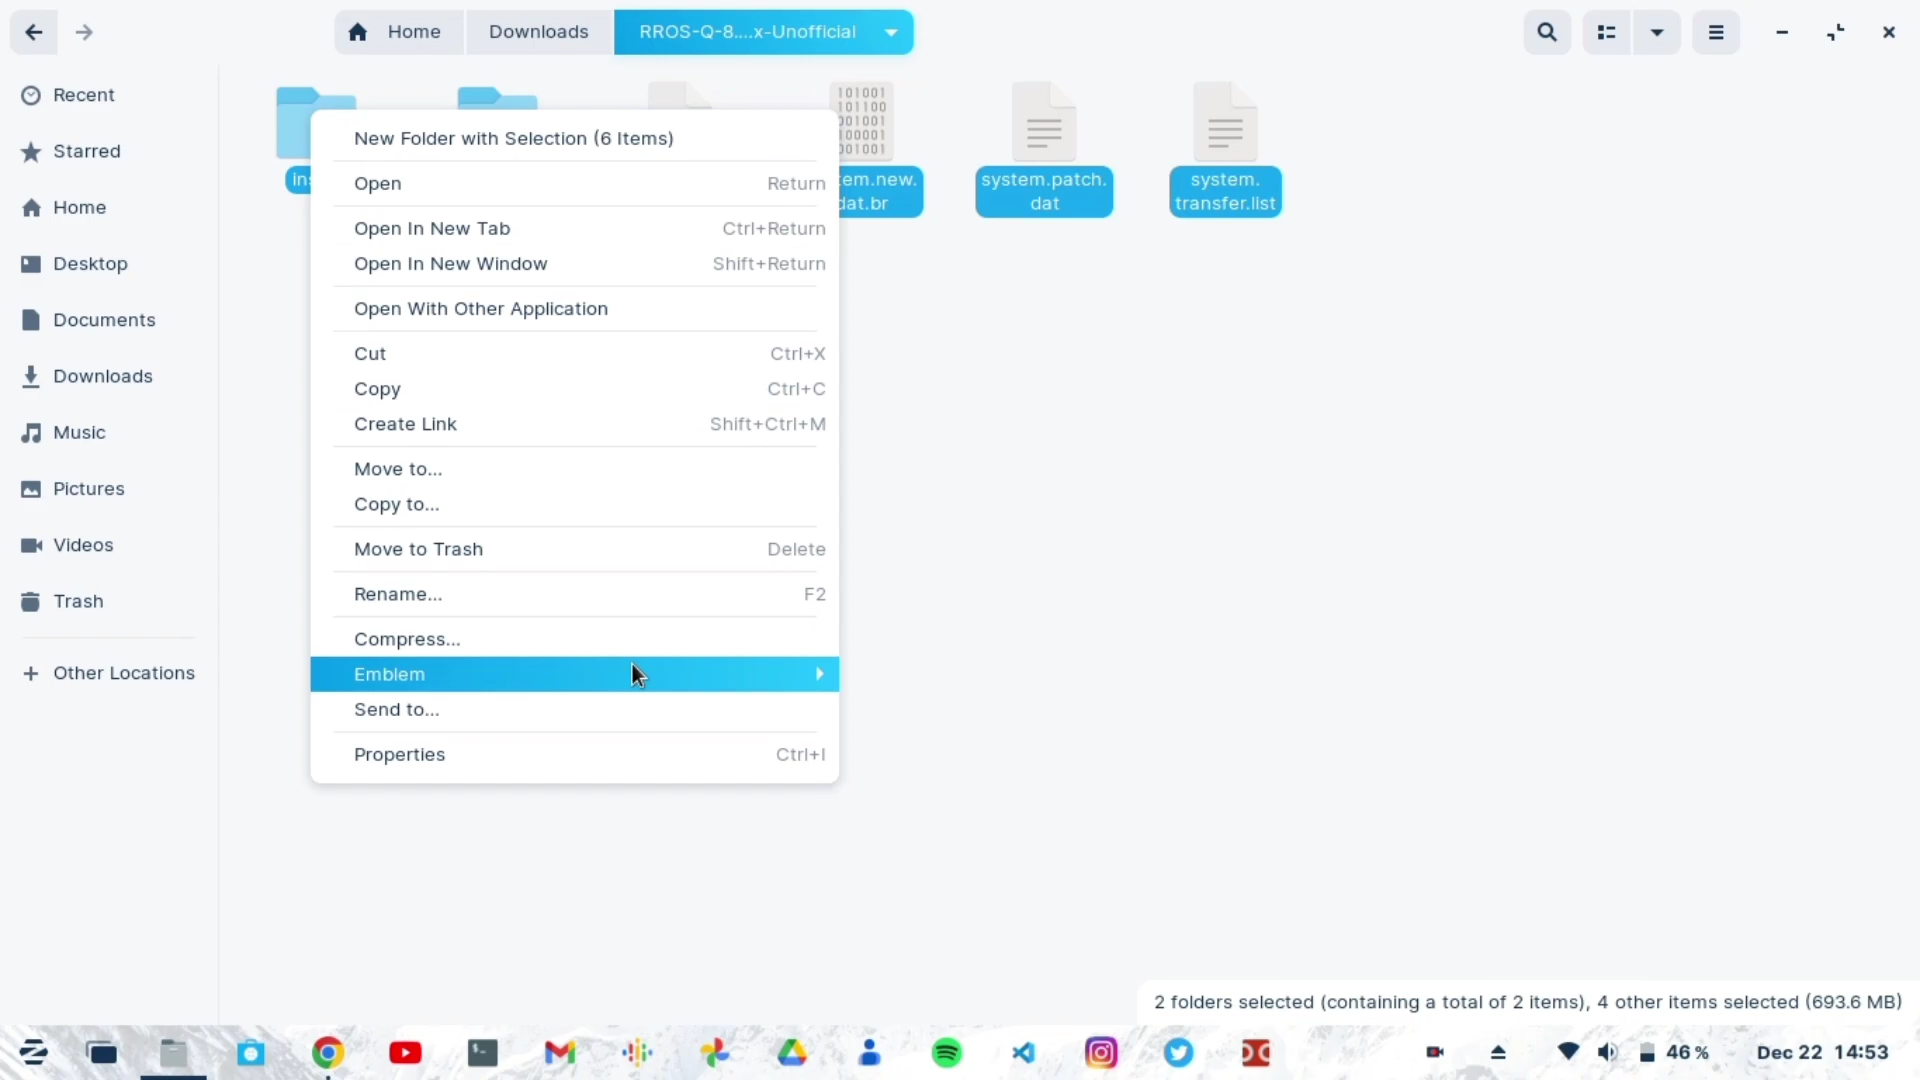 Home
Downloads
RROS-Q-8....x-Unofficial
Recent
Starred
Home
Desktop
Documents
Downloads
Music
Pictures
Videos
Trash
Other Locations
New Folder with Selection (6 Items)
Open Return
Open In New Tab Ctrl+Return
Open In New Window Shift+Return
Open With Other Application
Cut Ctrl+X
Copy Ctrl+C
Create Link Shift+Ctrl+M
Move to...
Copy to...
Move to Trash Delete
Rename... F2
Compress...
Emblem
Send to...
Properties Ctrl+I
101001
101100
001001
100001
001001
em.new.
dat.br
system.patch.
dat
system.
transfer.list
2 folders selected (containing a total of 2 items), 4 other items selected (693.6 MB)
46 %
Dec 22 14:53